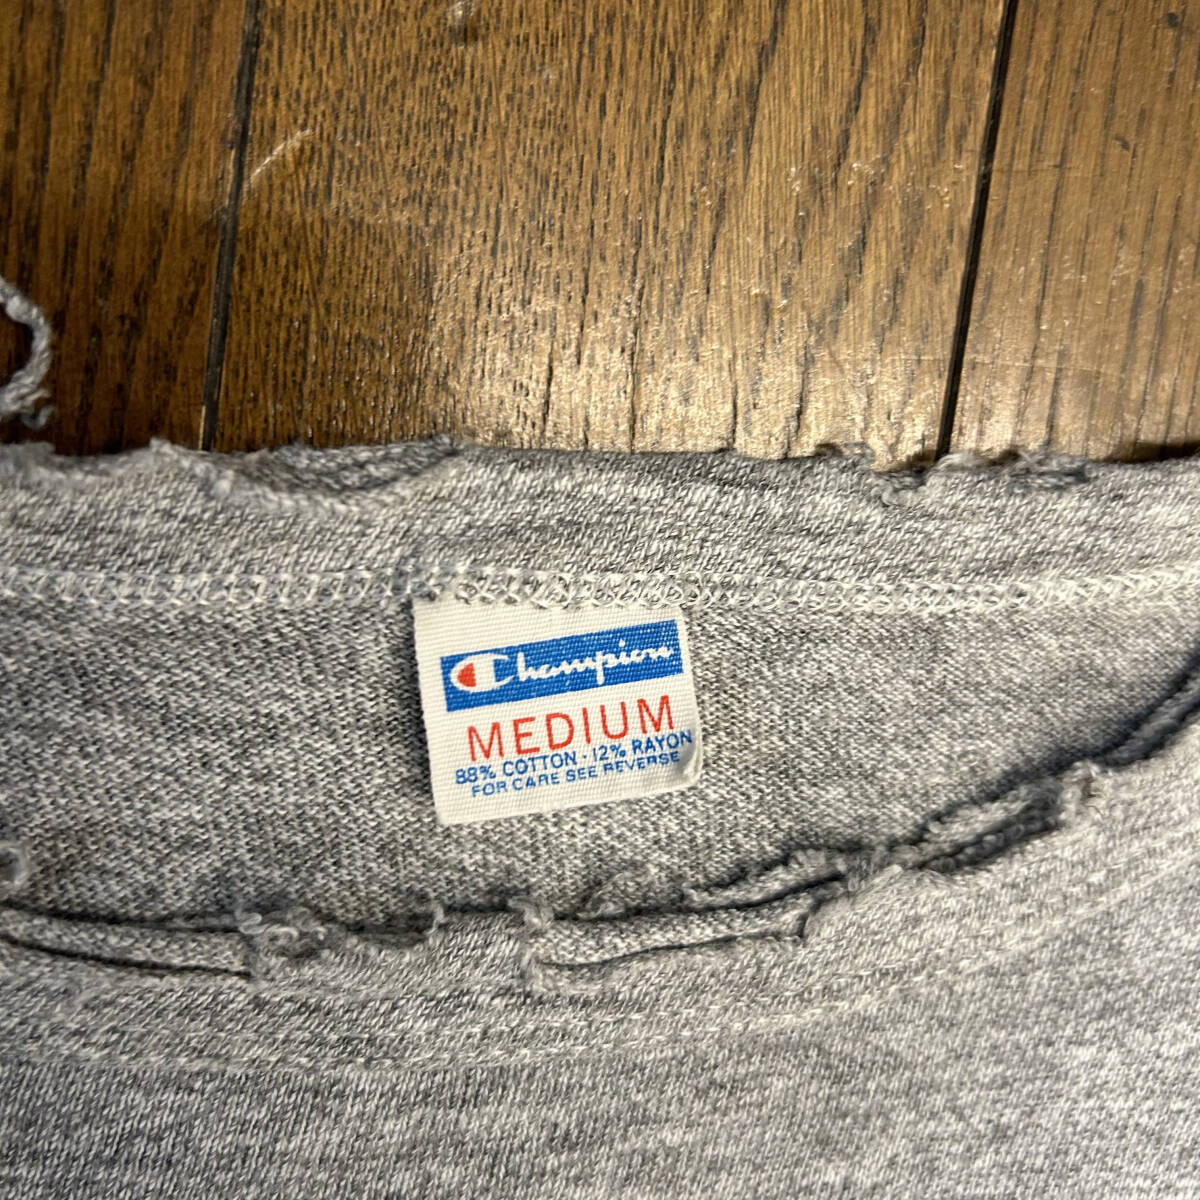 Champion
MEDIUM
88% COTTON - 12% RAYON
FOR CARE SEE REVERSE